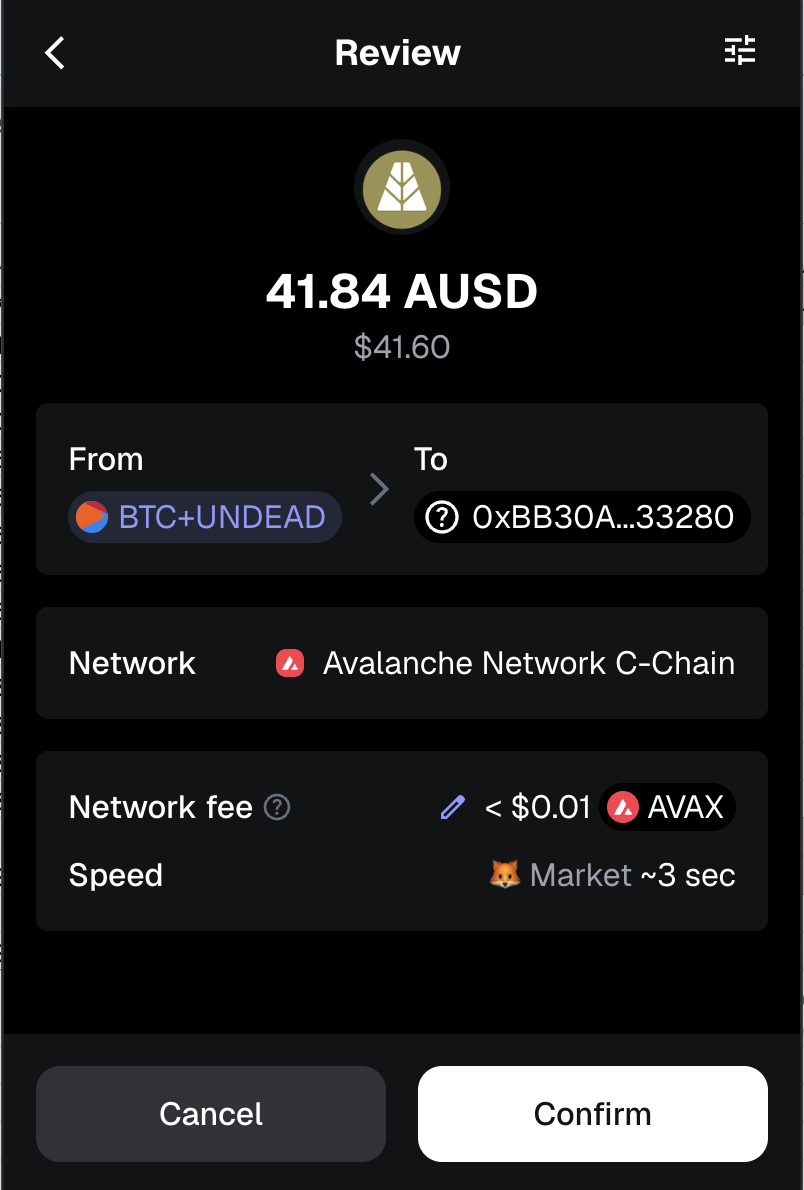 Review
41.84 AUSD
$41.60
From
To
BTC+UNDEAD
0xBB30A...33280
Network
Avalanche Network C-Chain
Network fee
< $0.01 AVAX
Speed
Market ~3 sec
Cancel
Confirm